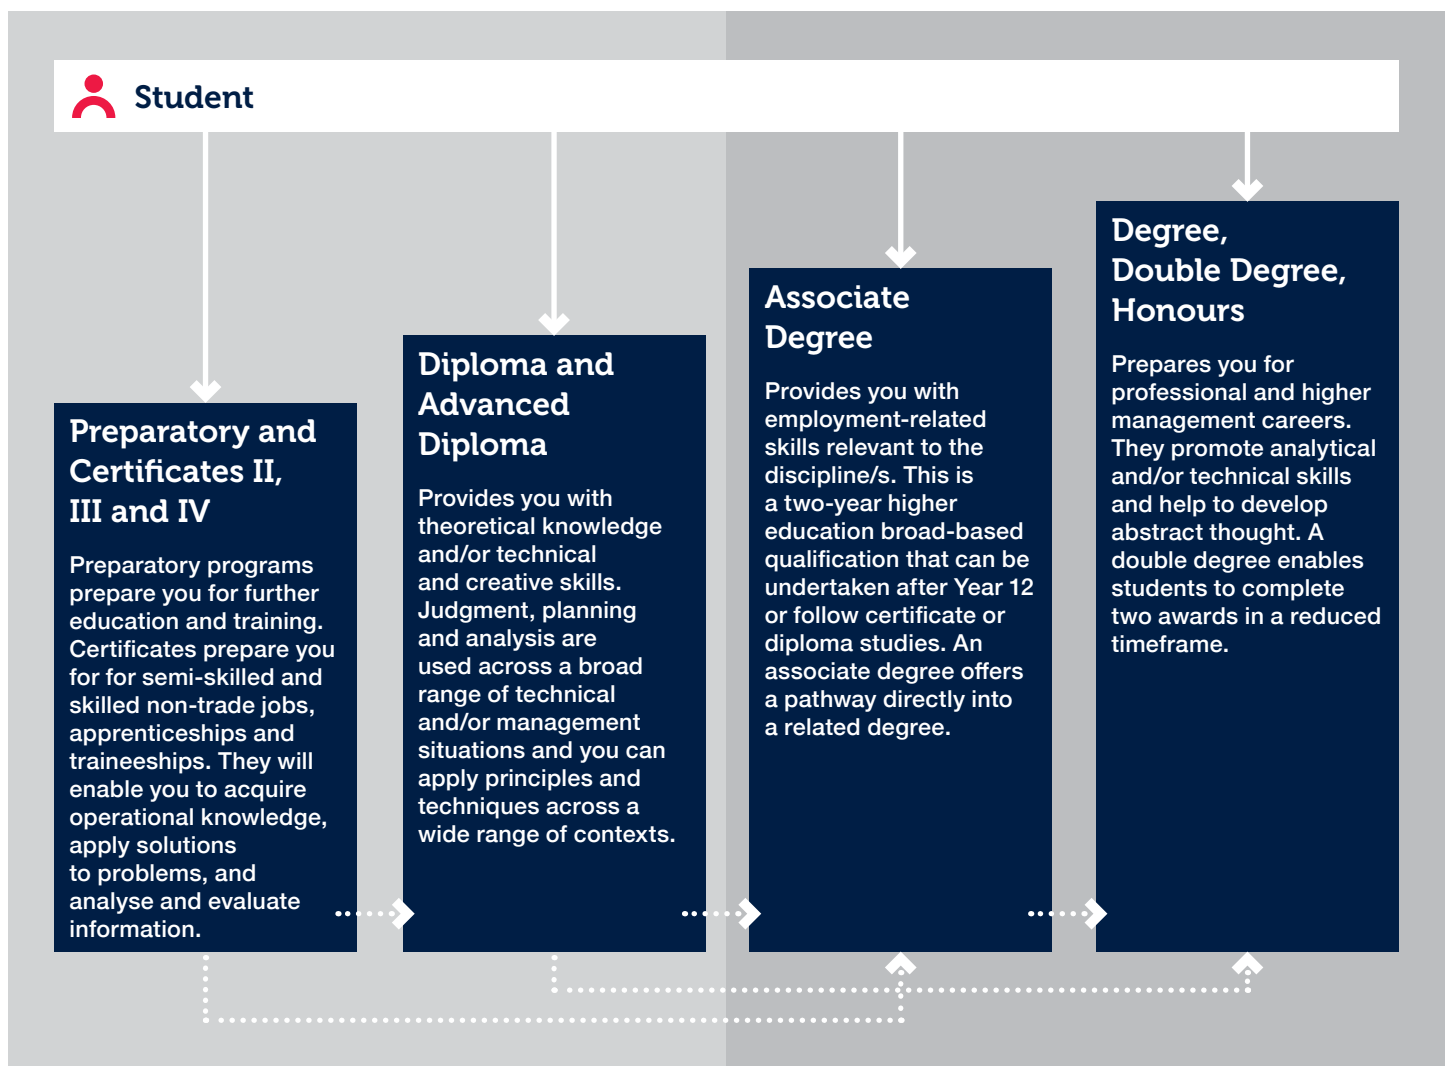 Student
Preparatory and
Certificates II,
III and IV
Preparatory programs
prepare you for further
education and training.
Certificates prepare you
for for semi-skilled and
skilled non-trade jobs,
apprenticeships and
traineeships. They will
enable you to acquire
operational knowledge,
apply solutions
to problems, and
analyse and evaluate
information.
Diploma and
Advanced
Diploma
Provides you with
theoretical knowledge
and/or technical
and creative skills.
Judgment, planning
and analysis are
used across a broad
range of technical
and/or management
situations and you can
apply principles and
techniques across a
wide range of contexts.
Associate
Degree
Provides you with
employment-related
skills relevant to the
discipline/s. This is
a two-year higher
education broad-based
qualification that can be
undertaken after Year 12
or follow certificate or
diploma studies. An
associate degree offers
a pathway directly into
a related degree.
Degree,
Double Degree,
Honours
Prepares you for
professional and higher
management careers.
They promote analytical
and/or technical skills
and help to develop
abstract thought. A
double degree enables
students to complete
two awards in a reduced
timeframe.